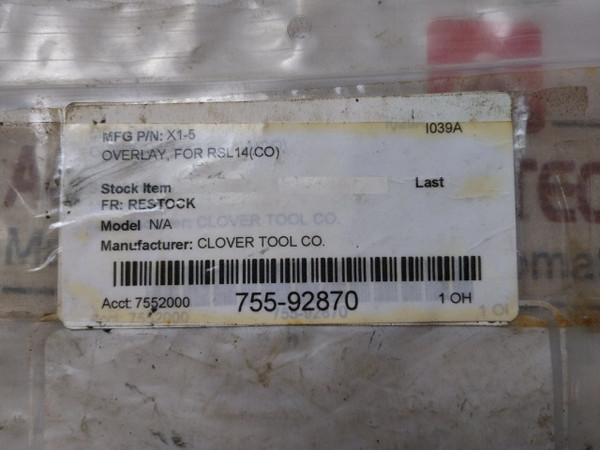 MFG P/N: X1-5 I039A
OVERLAY, FOR RSL14(CO)
Stock Item Last
FR: RESTOCK
Model N/A
Manufacturer: CLOVER TOOL CO.
Acct: 7552000 755-92870 1 OH